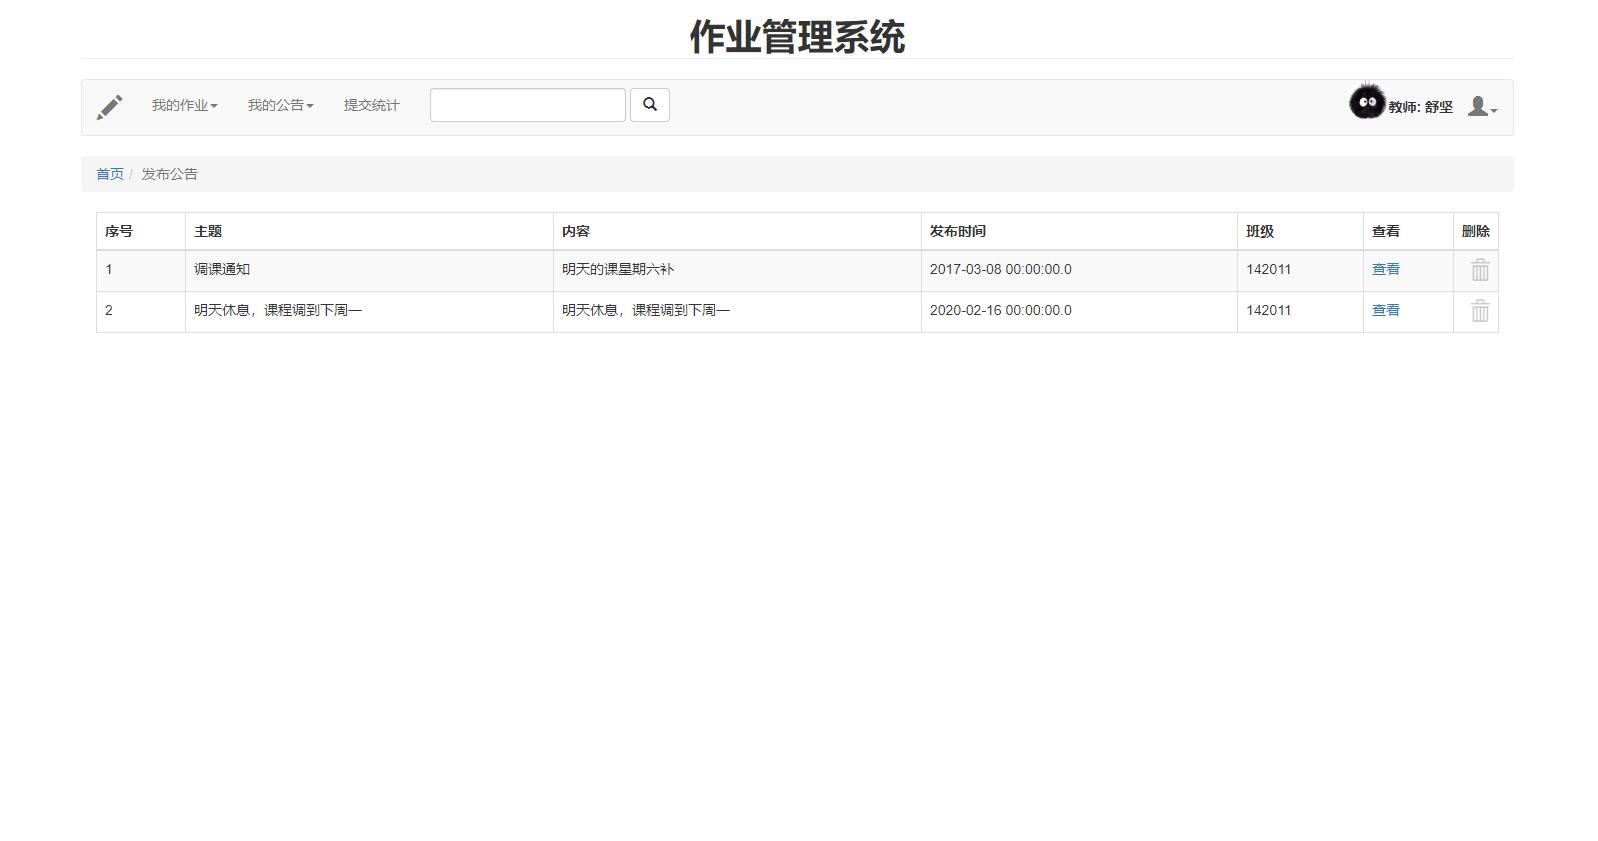 作业管理系统
我的作业 我的公告 提交统计 教师: 舒坚
首页 / 发布公告
序号 主题 内容 发布时间 班级 查看 删除
1 调课通知 明天的课星期六补 2017-03-08 00:00:00.0 142011 查看
2 明天休息，课程调到下周一 明天休息，课程调到下周一 2020-02-16 00:00:00.0 142011 查看